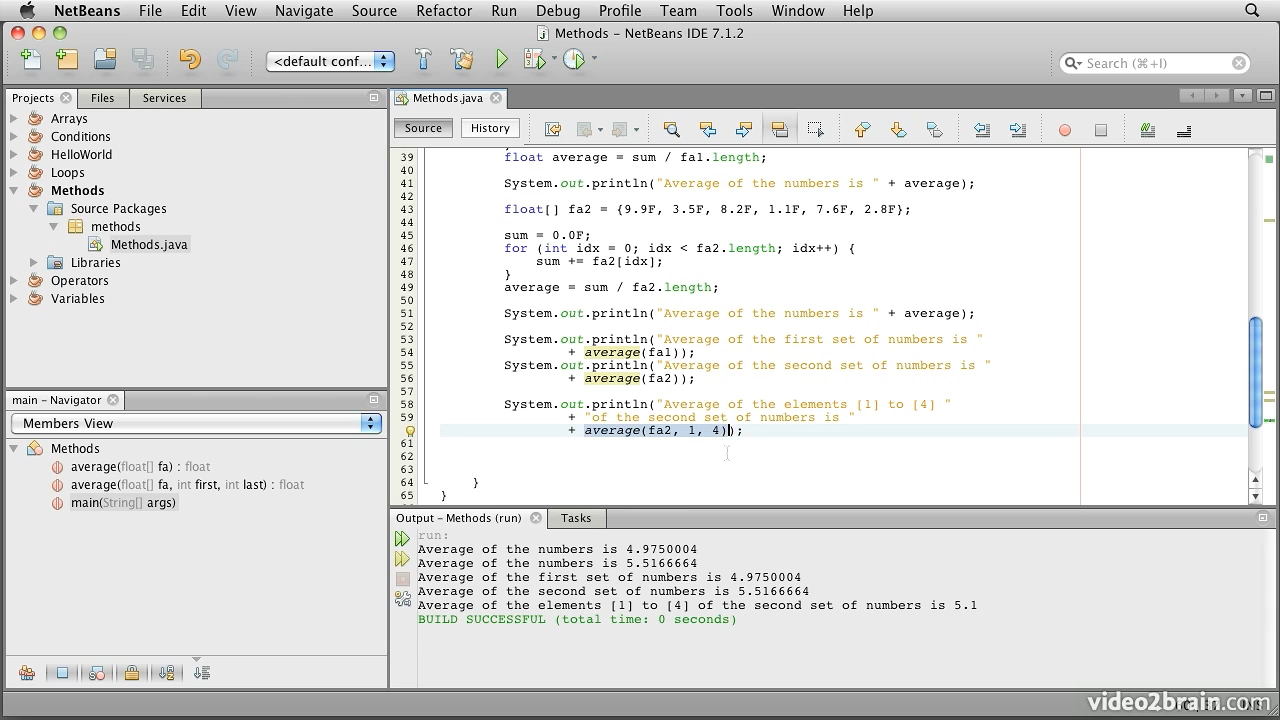 NetBeans File Edit View Navigate Source Refactor Run Debug Profile Team Tools Window Help
Methods – NetBeans IDE 7.1.2
<default conf...
Search (⌘+I)
Projects Files Services
Arrays
Conditions
HelloWorld
Loops
Methods
Source Packages
methods
Methods.java
Libraries
Operators
Variables
main – Navigator
Members View
Methods
average(float[] fa) : float
average(float[] fa, int first, int last) : float
main(String[] args)
Methods.java
Source History
39 float average = sum / fa1.length;
40
41 System.out.println("Average of the numbers is " + average);
42
43 float[] fa2 = {9.9F, 3.5F, 8.2F, 1.1F, 7.6F, 2.8F};
44
45 sum = 0.0F;
46 for (int idx = 0; idx < fa2.length; idx++) {
47 sum += fa2[idx];
48 }
49 average = sum / fa2.length;
50
51 System.out.println("Average of the numbers is " + average);
52
53 System.out.println("Average of the first set of numbers is "
54 + average(fa1));
55 System.out.println("Average of the second set of numbers is "
56 + average(fa2));
57
58 System.out.println("Average of the elements [1] to [4] "
59 + "of the second set of numbers is "
+ average(fa2, 1, 4));
61
62
63
64 }
65 }
Output – Methods (run) Tasks
run:
Average of the numbers is 4.9750004
Average of the numbers is 5.5166664
Average of the first set of numbers is 4.9750004
Average of the second set of numbers is 5.5166664
Average of the elements [1] to [4] of the second set of numbers is 5.1
BUILD SUCCESSFUL (total time: 0 seconds)
video2brain.com